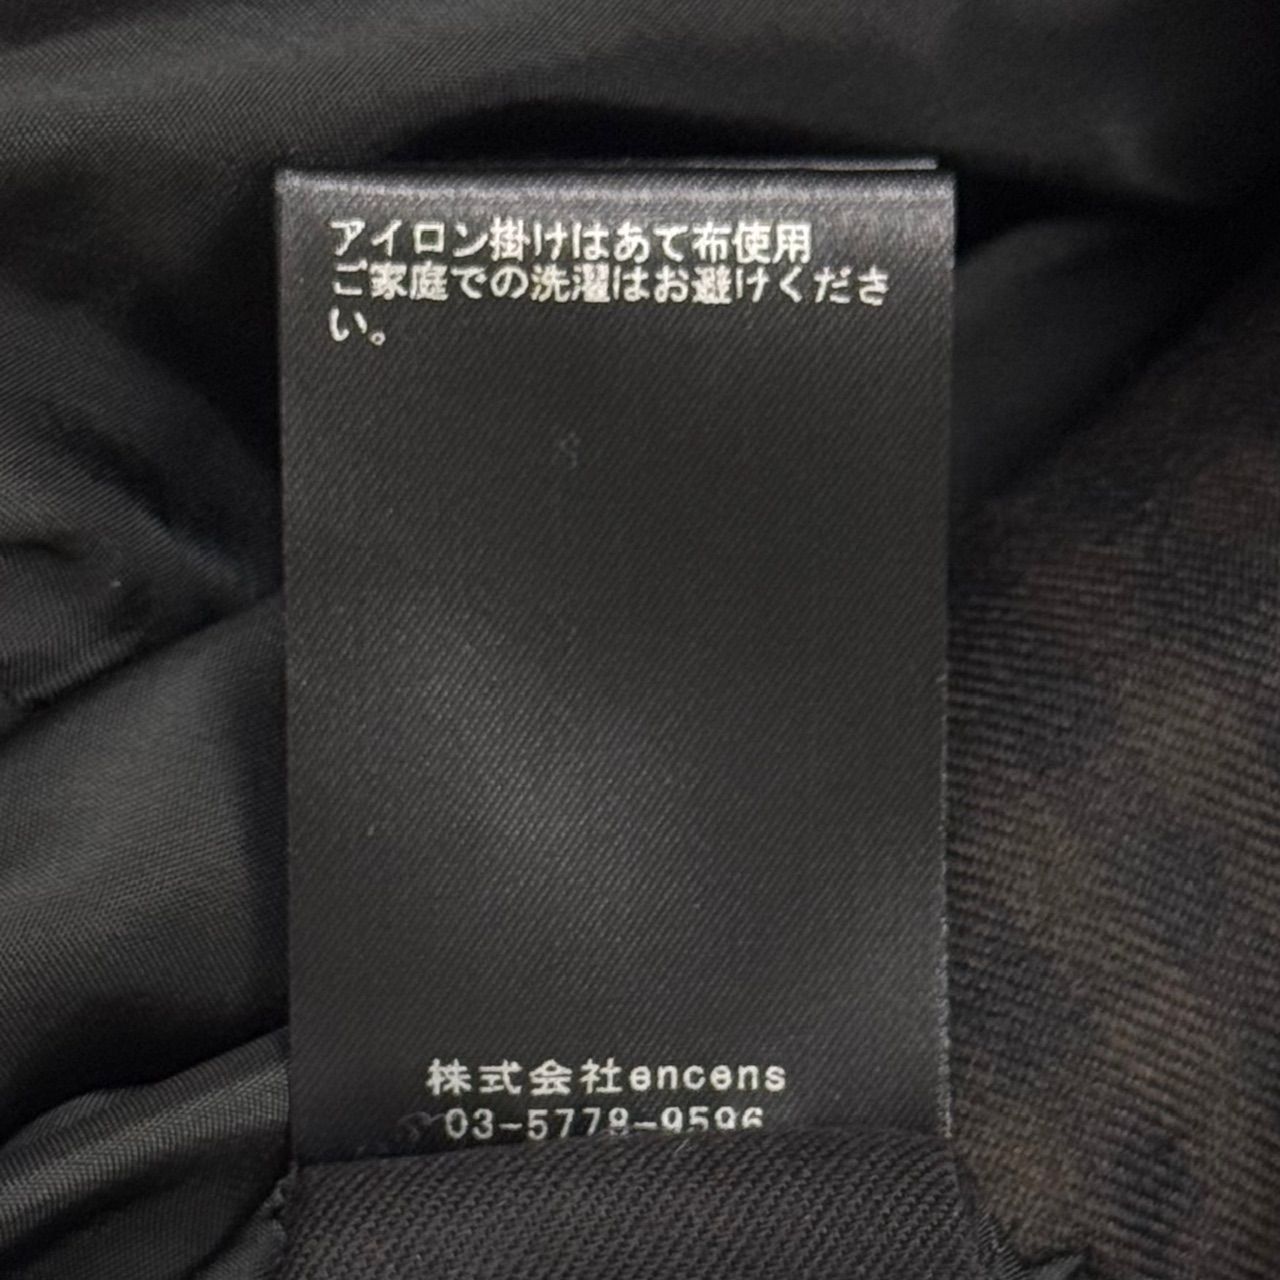 アイロン掛けはあて布使用
ご家庭での洗濯はお避けくださ
い。
株式会社encens
03-5778-9596